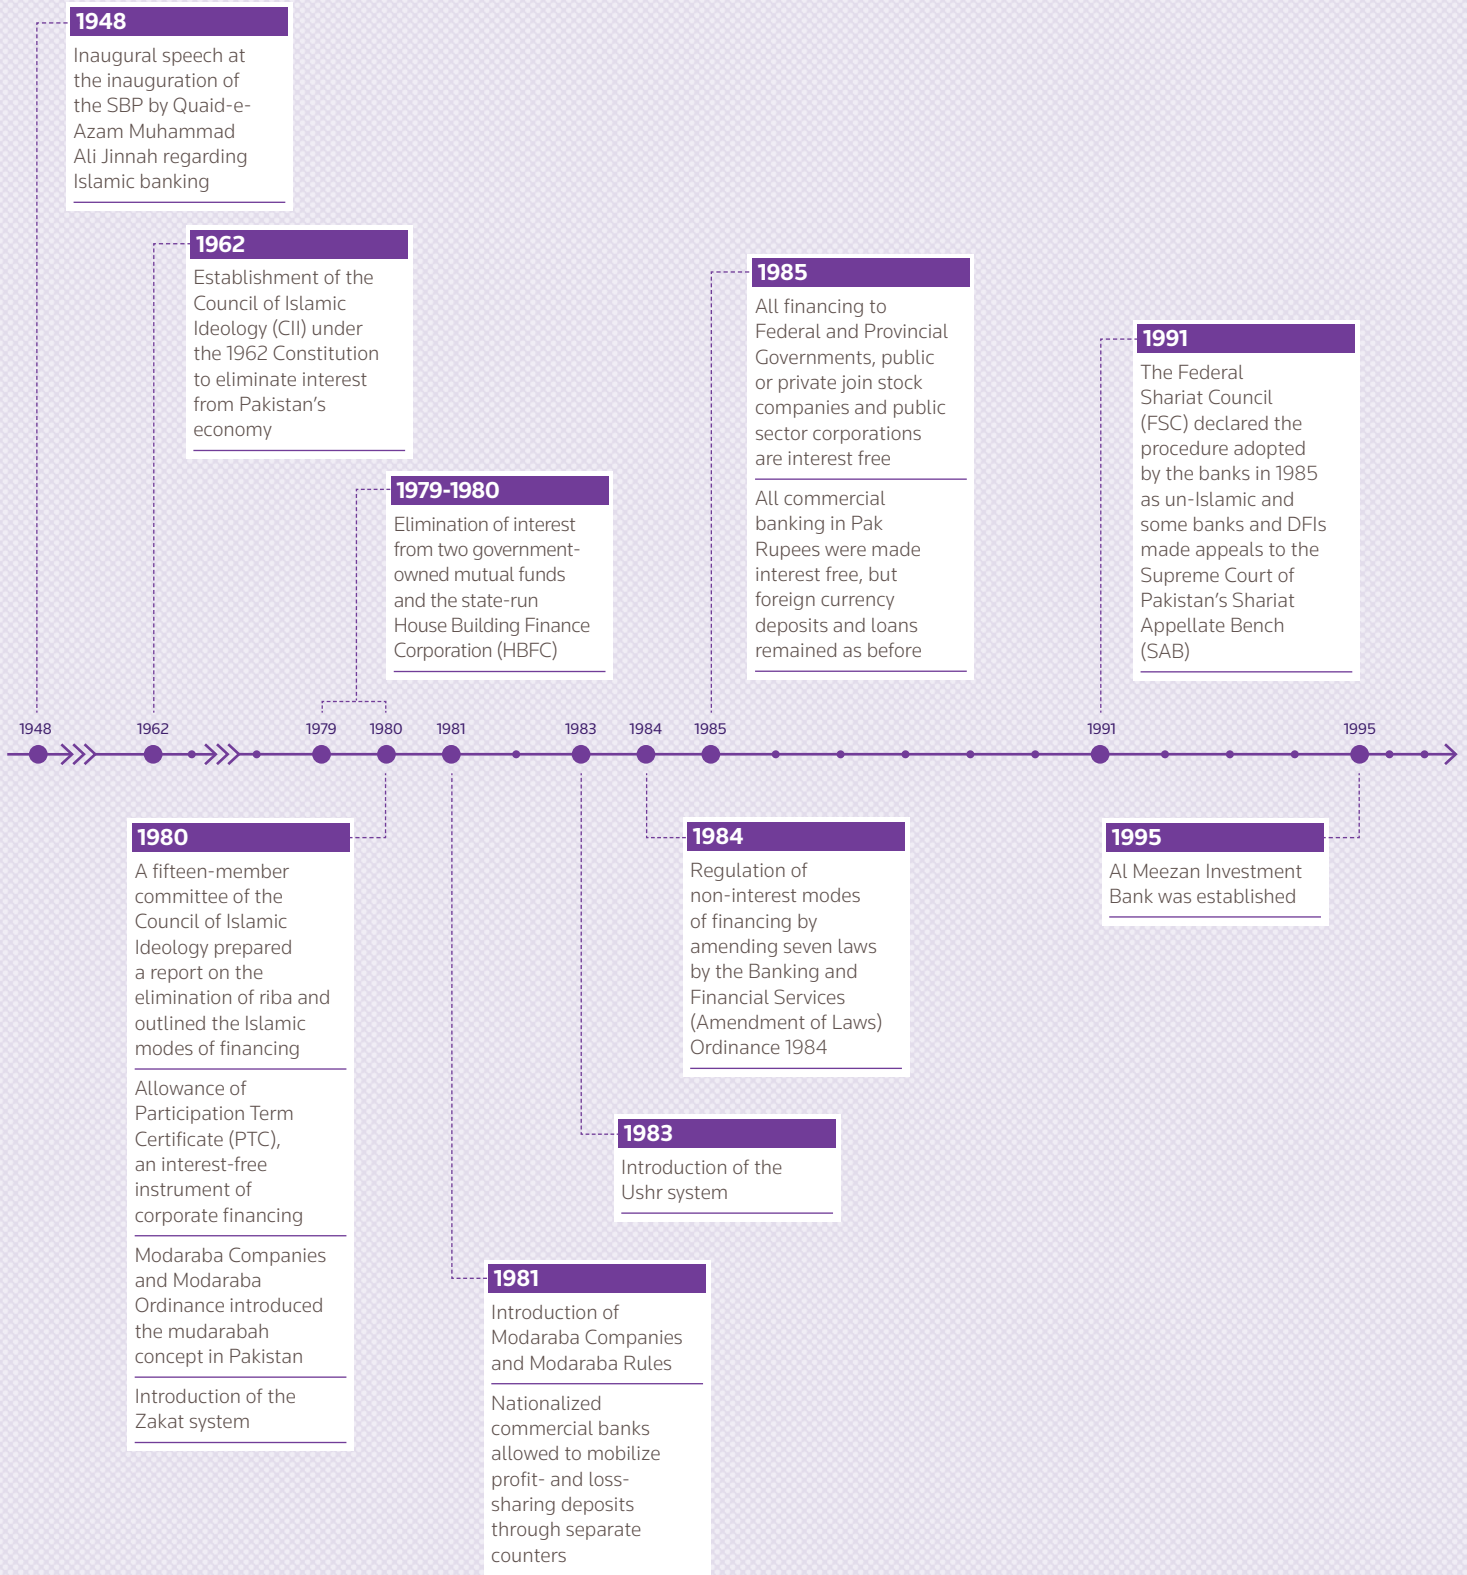 1948
Inaugural speech at
the inauguration of
the SBP by Quaid-e-
Azam Muhammad
Ali Jinnah regarding
Islamic banking
1962
Establishment of the
Council of Islamic
Ideology (CII) under
the 1962 Constitution
to eliminate interest
from Pakistan's
economy
1979-1980
Elimination of interest
from two government-
owned mutual funds
and the state-run
House Building Finance
Corporation (HBFC)
1985
All financing to
Federal and Provincial
Governments, public
or private join stock
companies and public
sector corporations
are interest free
All commercial
banking in Pak
Rupees were made
interest free, but
foreign currency
deposits and loans
remained as before
1991
The Federal
Shariat Council
(FSC) declared the
procedure adopted
by the banks in 1985
as un-Islamic and
some banks and DFIs
made appeals to the
Supreme Court of
Pakistan's Shariat
Appellate Bench
(SAB)
1948 1962 1979 1980 1981 1983 1984 1985 1991 1995
1980
A fifteen-member
committee of the
Council of Islamic
Ideology prepared
a report on the
elimination of riba and
outlined the Islamic
modes of financing
Allowance of
Participation Term
Certificate (PTC),
an interest-free
instrument of
corporate financing
Modaraba Companies
and Modaraba
Ordinance introduced
the mudarabah
concept in Pakistan
Introduction of the
Zakat system
1981
Introduction of
Modaraba Companies
and Modaraba Rules
Nationalized
commercial banks
allowed to mobilize
profit- and loss-
sharing deposits
through separate
counters
1983
Introduction of the
Ushr system
1984
Regulation of
non-interest modes
of financing by
amending seven laws
by the Banking and
Financial Services
(Amendment of Laws)
Ordinance 1984
1995
Al Meezan Investment
Bank was established